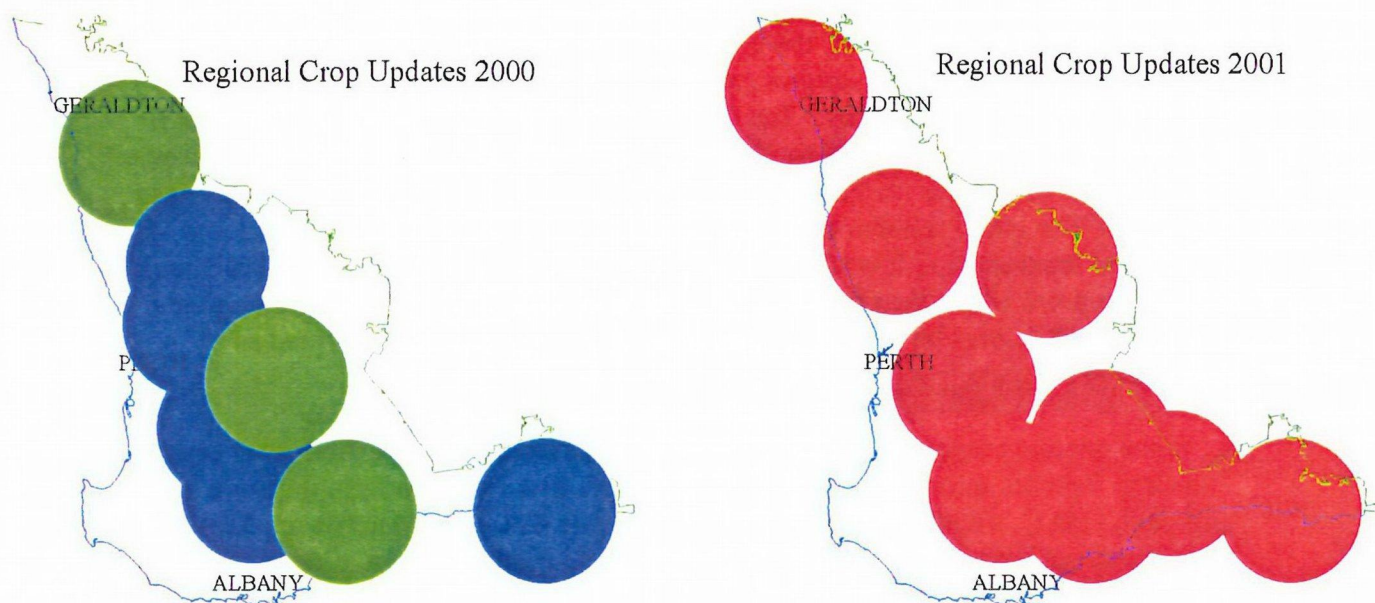 Regional Crop Updates 2000
GERALDTON
ALBANY
Regional Crop Updates 2001
GERALDTON
PERTH
ALBANY